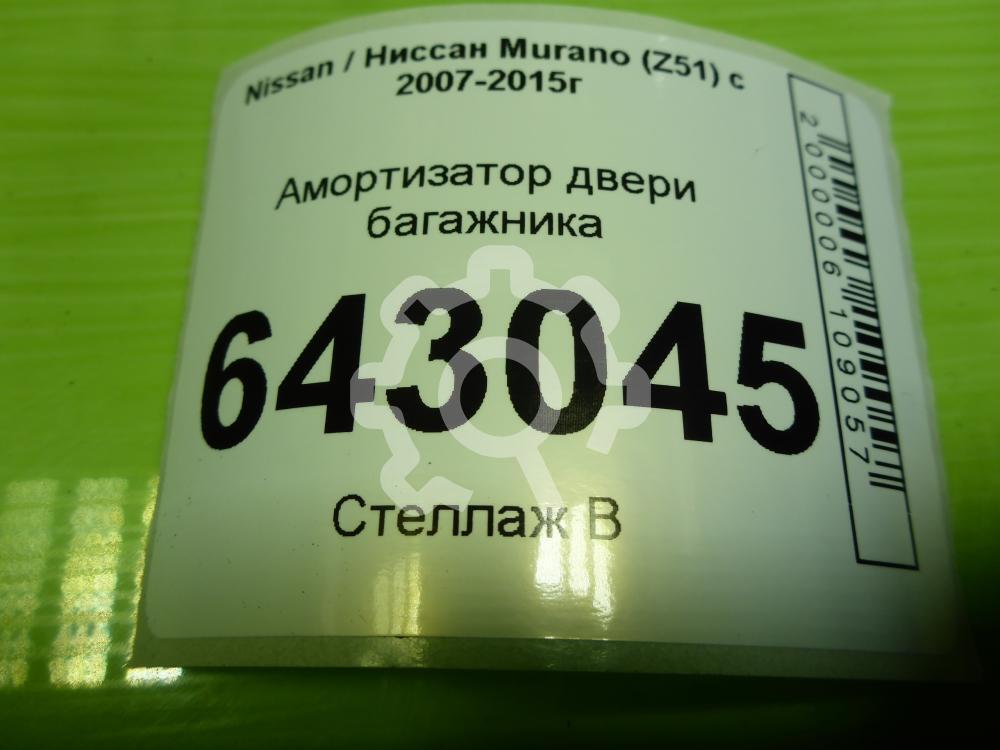 Nissan / Ниссан Murano (Z51) с
2007-2015г
Амортизатор двери
багажника
643045
Стеллаж В
2000006109057